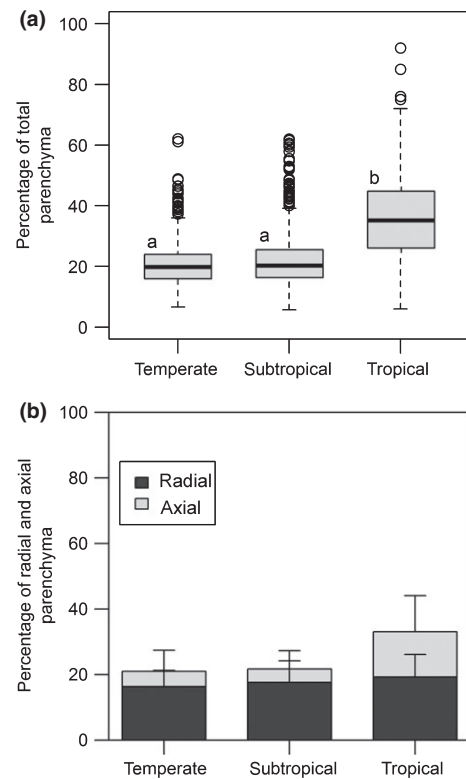 (a)
Percentage of total
parenchyma
100
80
60
40
20
0
a
a
b
Temperate
Subtropical
Tropical
(b)
Percentage of radial and axial
parenchyma
100
80
60
40
20
0
Radial
Axial
Temperate
Subtropical
Tropical